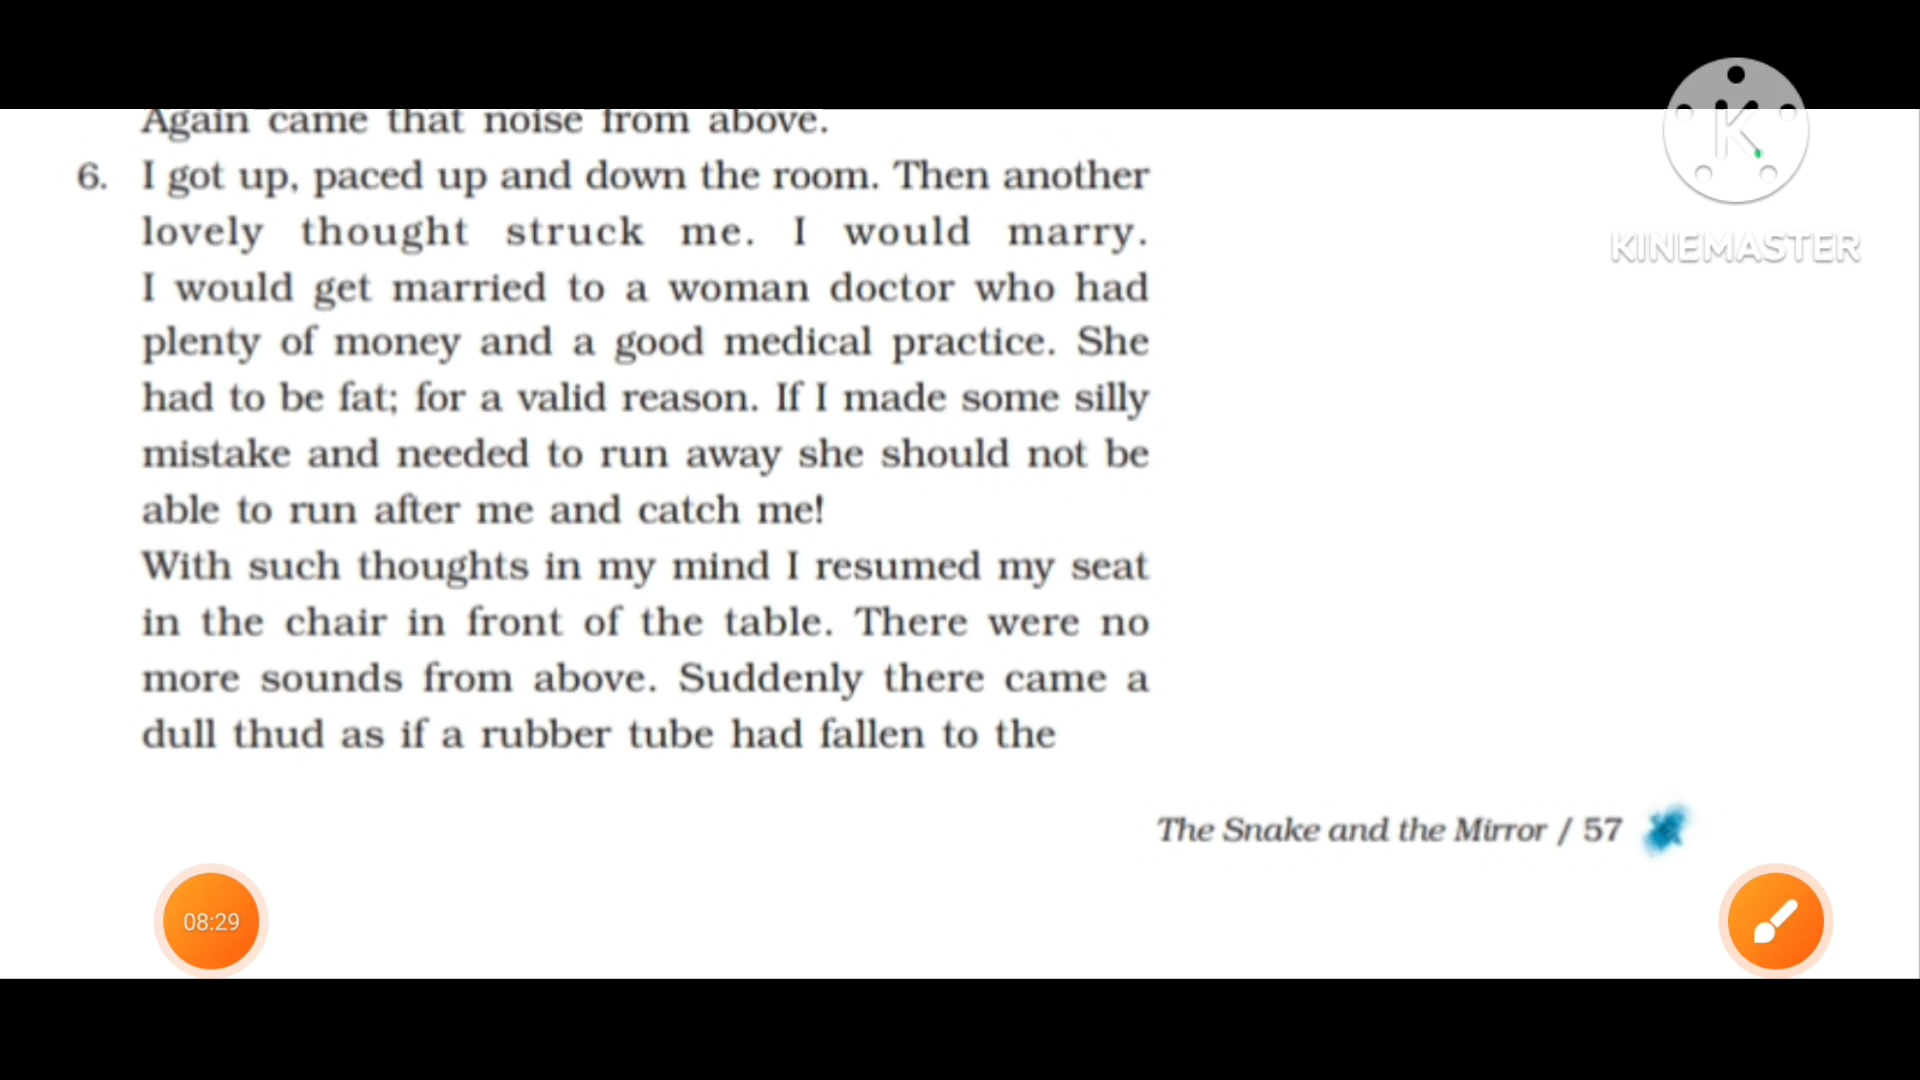 Again came that noise from above.
6. I got up, paced up and down the room. Then another
lovely thought struck me. I would marry.
I would get married to a woman doctor who had
plenty of money and a good medical practice. She
had to be fat; for a valid reason. If I made some silly
mistake and needed to run away she should not be
able to run after me and catch me!
With such thoughts in my mind I resumed my seat
in the chair in front of the table. There were no
more sounds from above. Suddenly there came a
dull thud as if a rubber tube had fallen to the
The Snake and the Mirror / 57
K
KINEMASTER
08:29